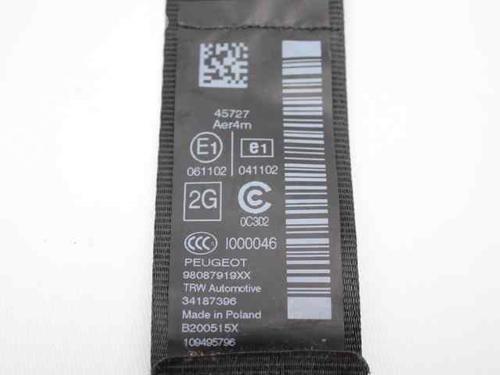 45727
Aer4m
E1 e1
061102 041102
2G
0C302
CCC I000046
PEUGEOT
98087919XX
TRW Automotive
34187396
Made in Poland
B200515X
109495796